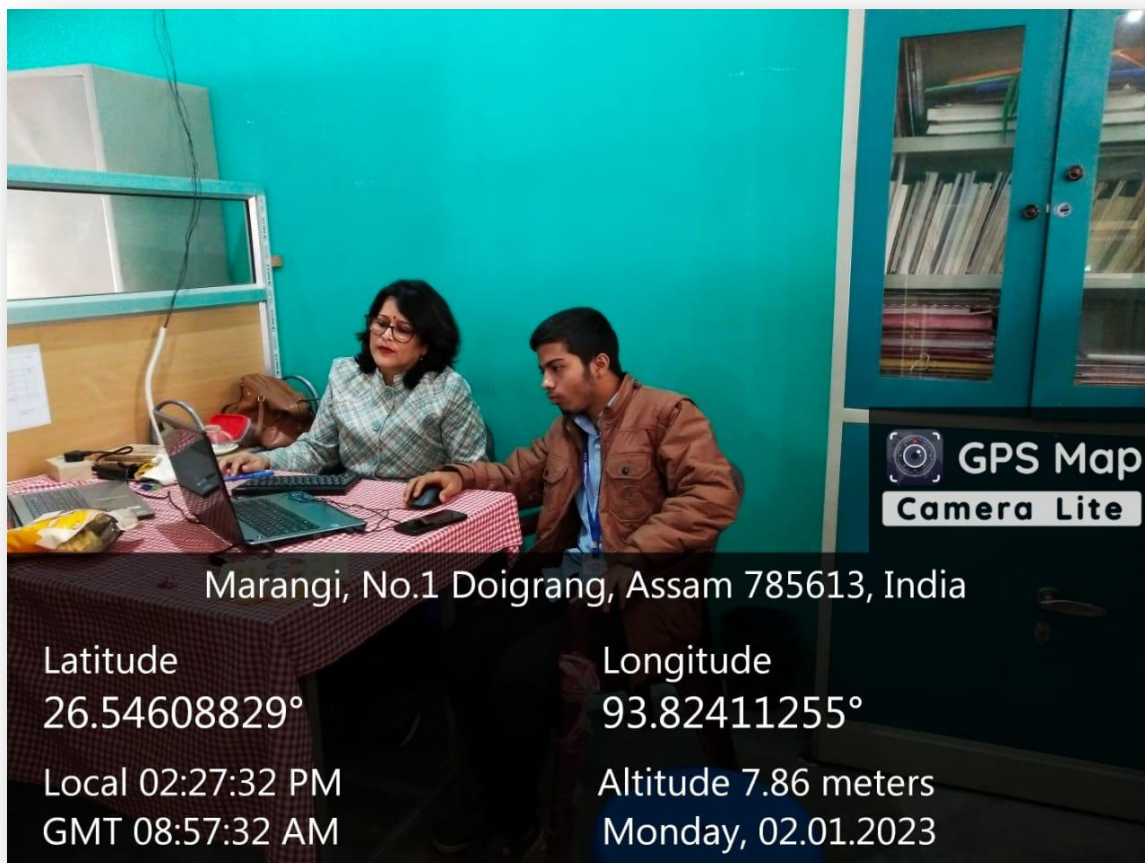 GPS Map
Camera Lite
Marangi, No.1 Doigrang, Assam 785613, India
Latitude
26.54608829°
Longitude
93.82411255°
Local 02:27:32 PM
GMT 08:57:32 AM
Altitude 7.86 meters
Monday, 02.01.2023